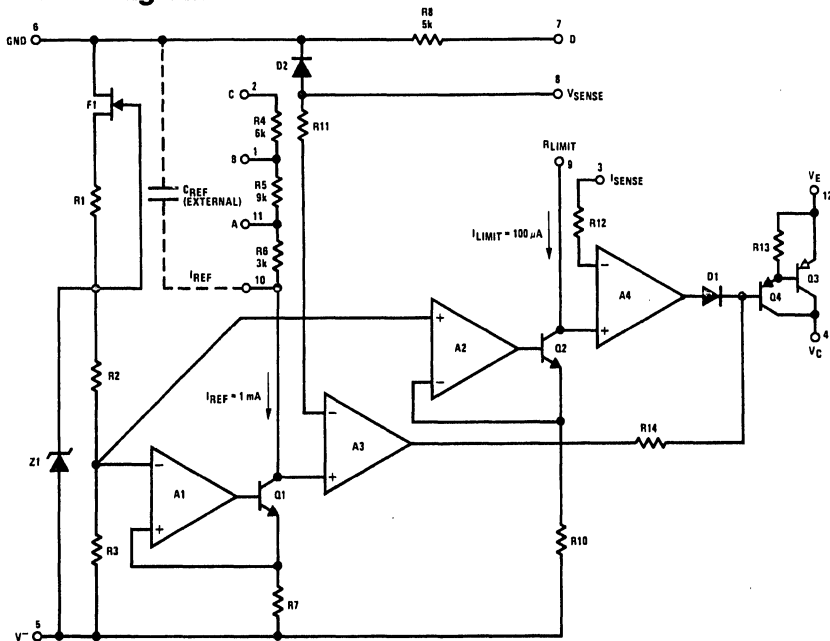 R8
5k
6
GND
7
D
D2
8
VSENSE
2
C
R4
6k
R11
F1
RLIMIT
9
3
ISENSE
VE
12
1
B
R5
9k
CREF
(EXTERNAL)
R1
11
A
R12
ILIMIT = 100 μA
R13
R6
3k
IREF
10
D1
Q3
Q4
A4
4
VC
A2
Q2
R2
IREF = 1 mA
R14
A3
Z1
A1
Q1
R3
R10
R7
5
V−